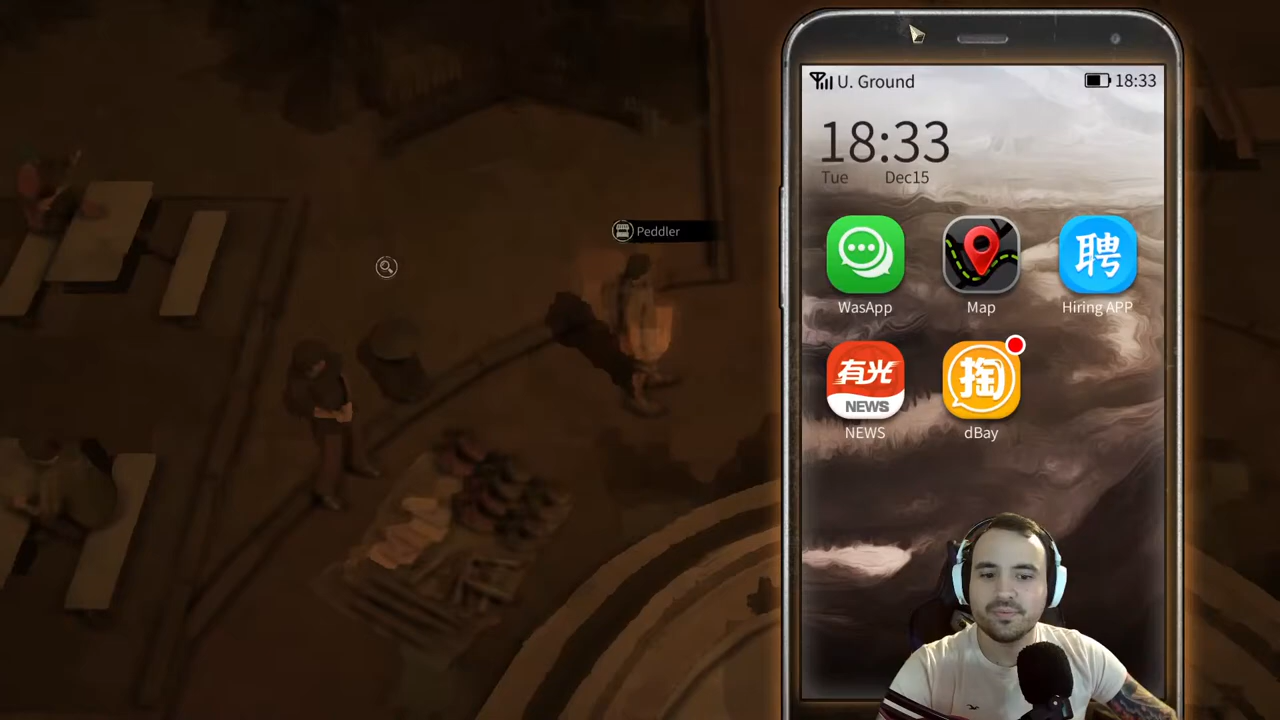 U. Ground
18:33
18:33
Tue Dec15
Peddler
聘
WasApp
Map
Hiring APP
有光
NEWS
掏
NEWS
dBay